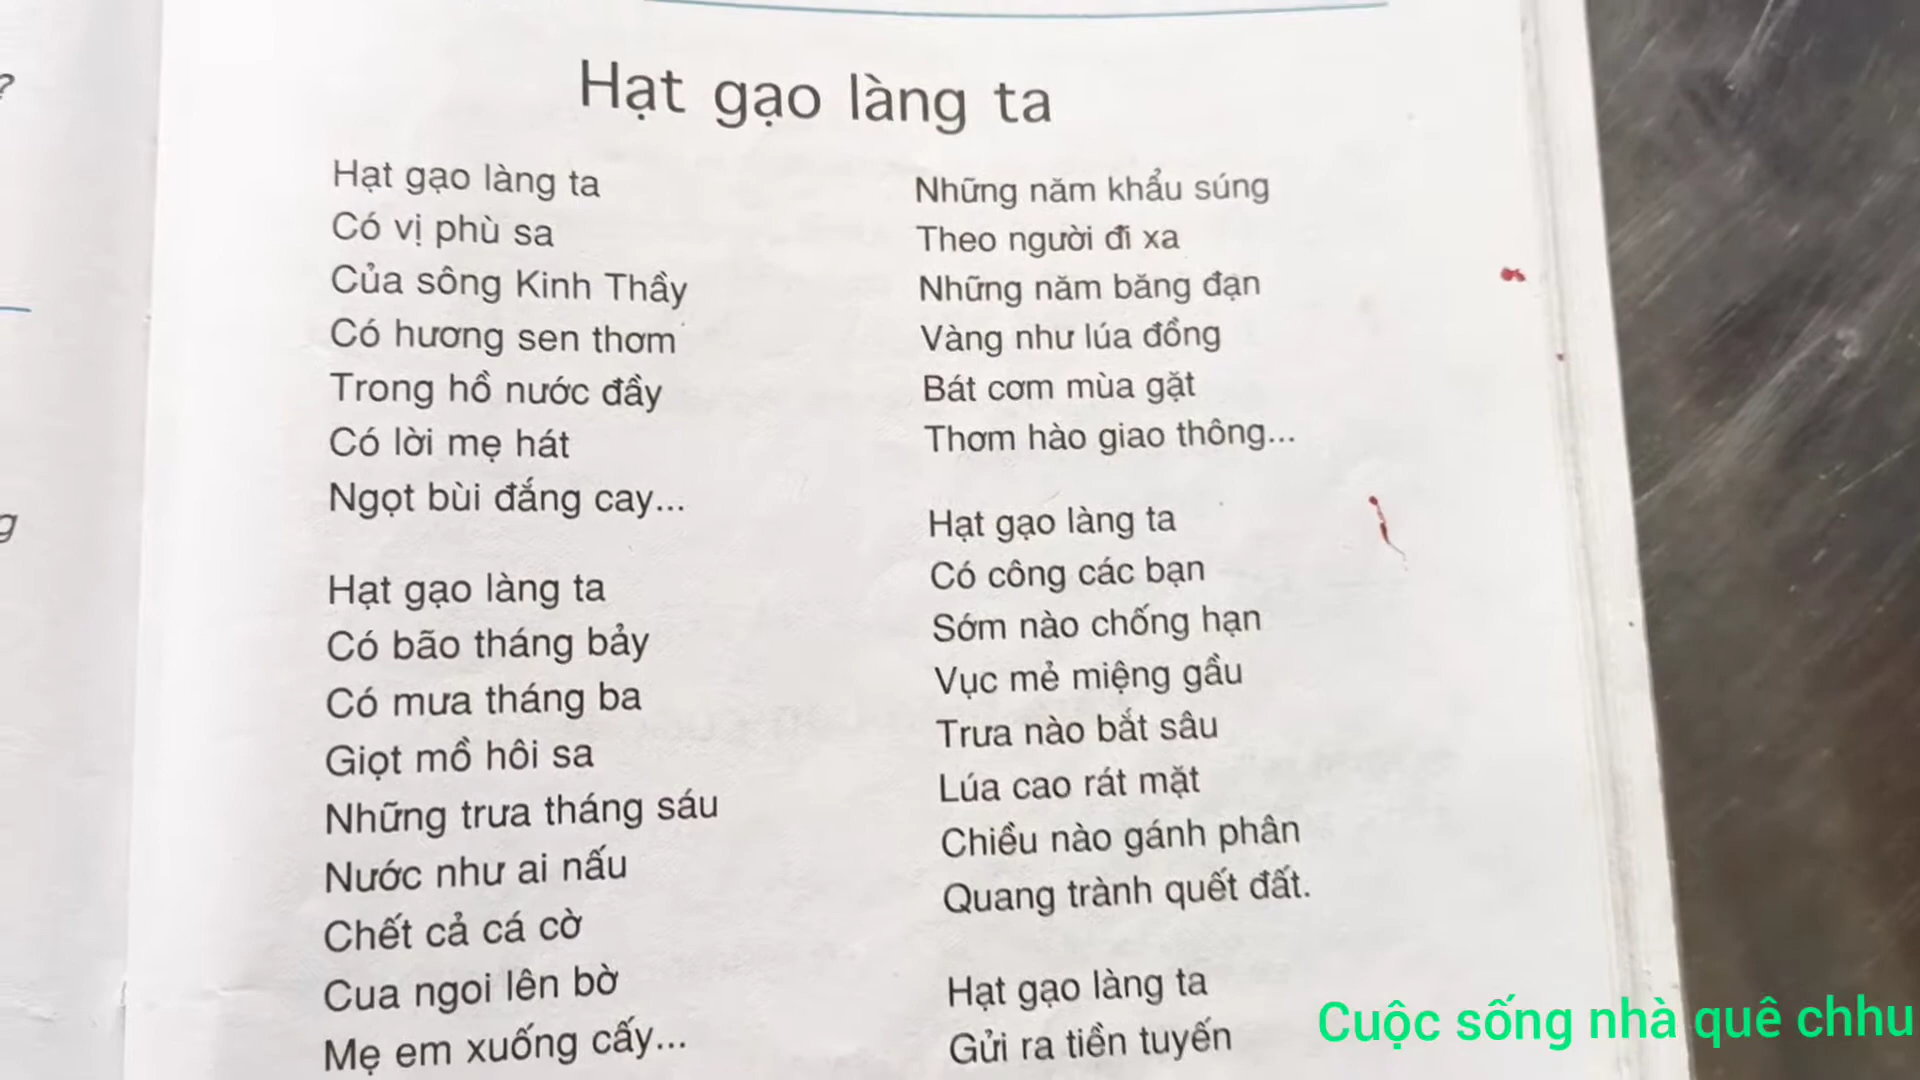 Hạt gạo làng ta
Hạt gạo làng ta
Có vị phù sa
Của sông Kinh Thầy
Có hương sen thơm
Trong hồ nước đầy
Có lời mẹ hát
Ngọt bùi đắng cay...
Hạt gạo làng ta
Có bão tháng bảy
Có mưa tháng ba
Giọt mồ hôi sa
Những trưa tháng sáu
Nước như ai nấu
Chết cả cá cờ
Cua ngoi lên bờ
Mẹ em xuống cấy...
Những năm khẩu súng
Theo người đi xa
Những năm băng đạn
Vàng như lúa đồng
Bát cơm mùa gặt
Thơm hào giao thông...
Hạt gạo làng ta
Có công các bạn
Sớm nào chống hạn
Vục mẻ miệng gầu
Trưa nào bắt sâu
Lúa cao rát mặt
Chiều nào gánh phân
Quang trành quết đất.
Hạt gạo làng ta
Gửi ra tiền tuyến
Cuộc sống nhà quê chhu